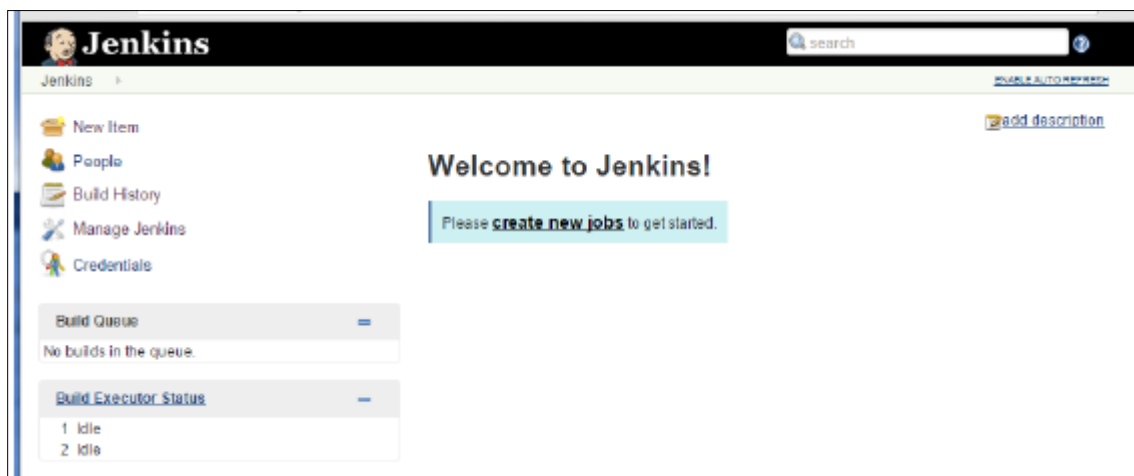 Jenkins
search
Jenkins
ENABLE AUTO REFRESH
add description
New Item
People
Build History
Manage Jenkins
Credentials
Welcome to Jenkins!
Please create new jobs to get started.
Build Queue
No builds in the queue.
Build Executor Status
1 Idle
2 Idle